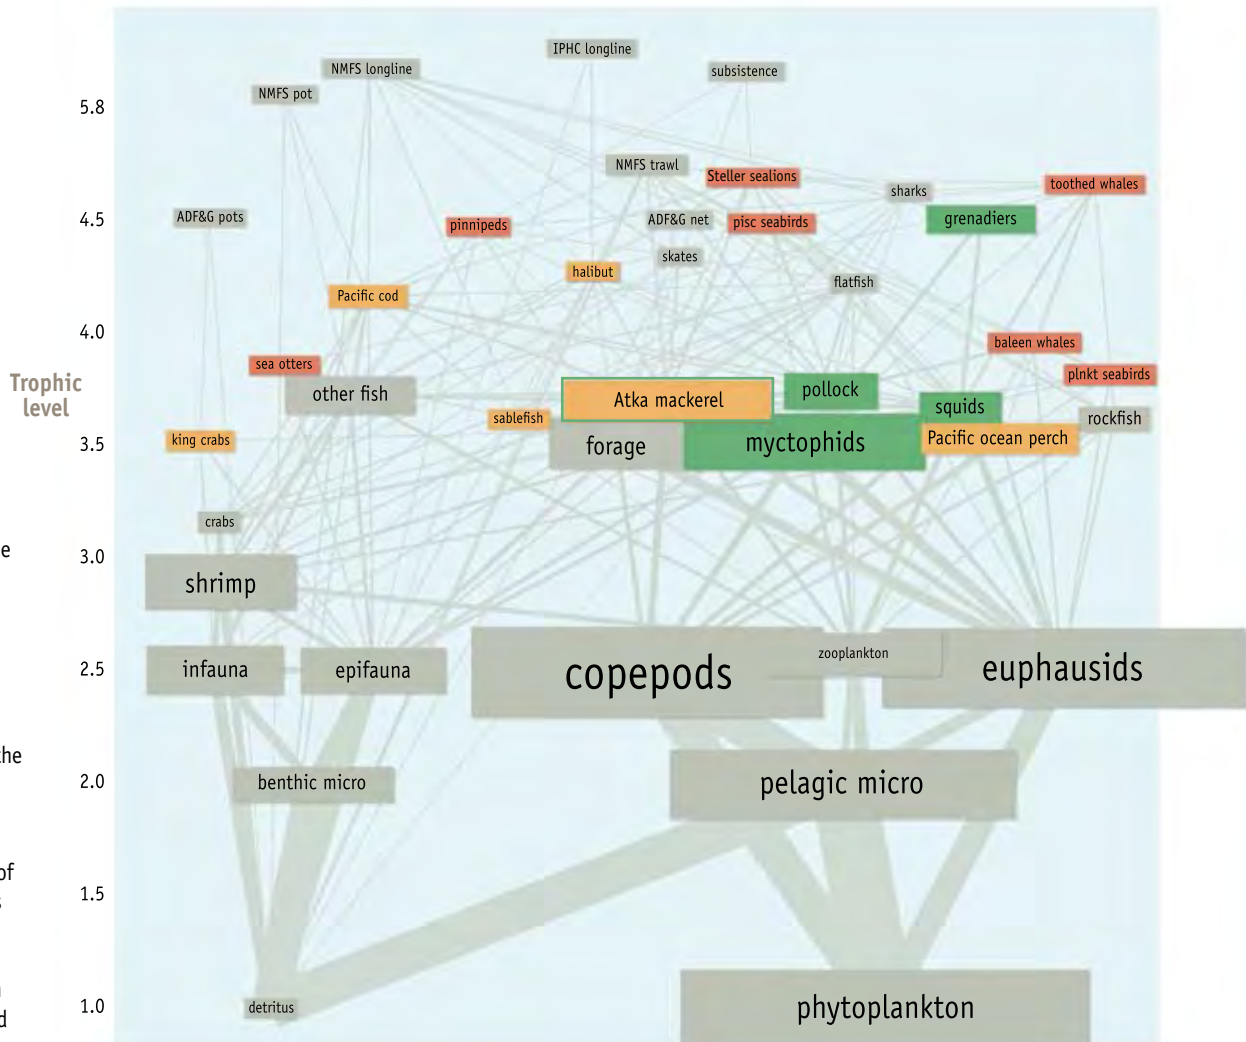 IPHC longline
NMFS longline
subsistence
NMFS pot
5.8
NMFS trawl
Steller sealions
toothed whales
sharks
4.5
ADF&G pots
pinnipeds
ADF&G net
pisc seabirds
grenadiers
skates
halibut
flatfish
Pacific cod
4.0
baleen whales
sea otters
plnkt seabirds
Trophic
level
other fish
Atka mackerel
pollock
squids
sablefish
rockfish
king crabs
3.5
forage
myctophids
Pacific ocean perch
crabs
e
3.0
shrimp
zooplankton
2.5
infauna
epifauna
copepods
euphausids
the
2.0
benthic micro
pelagic micro
of
1.5
s
1.0
detritus
phytoplankton
d